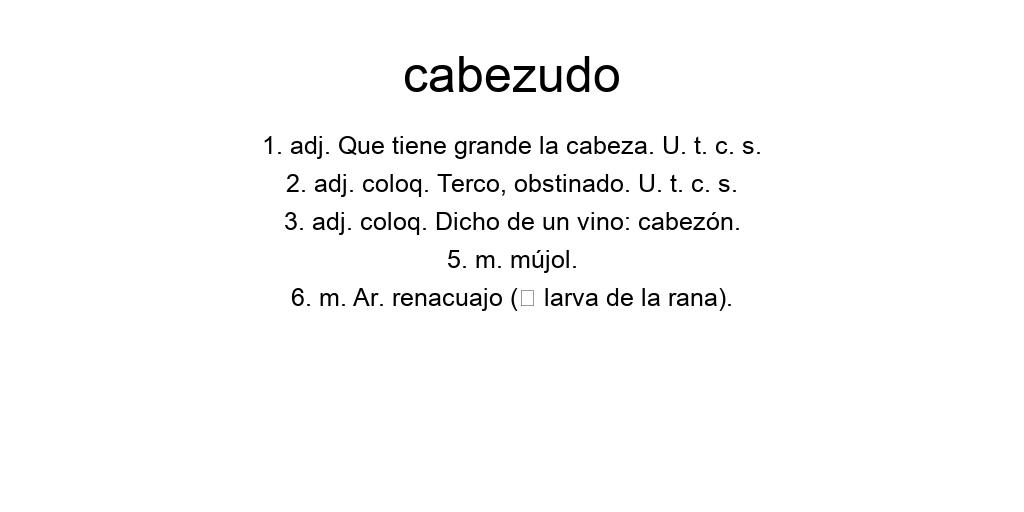 cabezudo
1. adj. Que tiene grande la cabeza. U. t. c. s.
2. adj. coloq. Terco, obstinado. U. t. c. s.
3. adj. coloq. Dicho de un vino: cabezón.
5. m. mújol.
6. m. Ar. renacuajo (▯ larva de la rana).